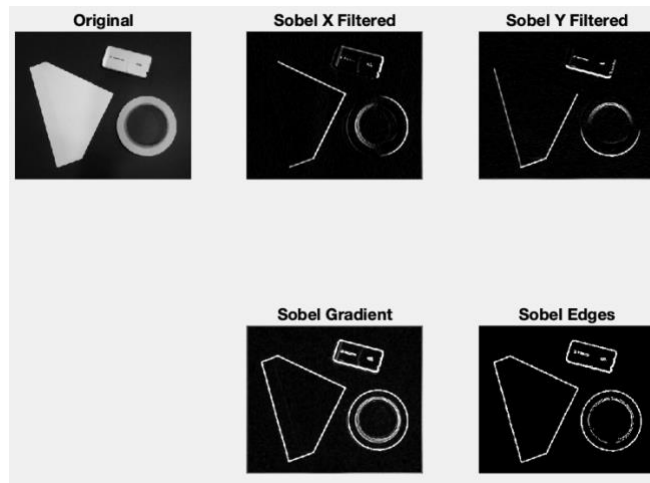 Original
Sobel X Filtered
Sobel Y Filtered
Sobel Gradient
Sobel Edges